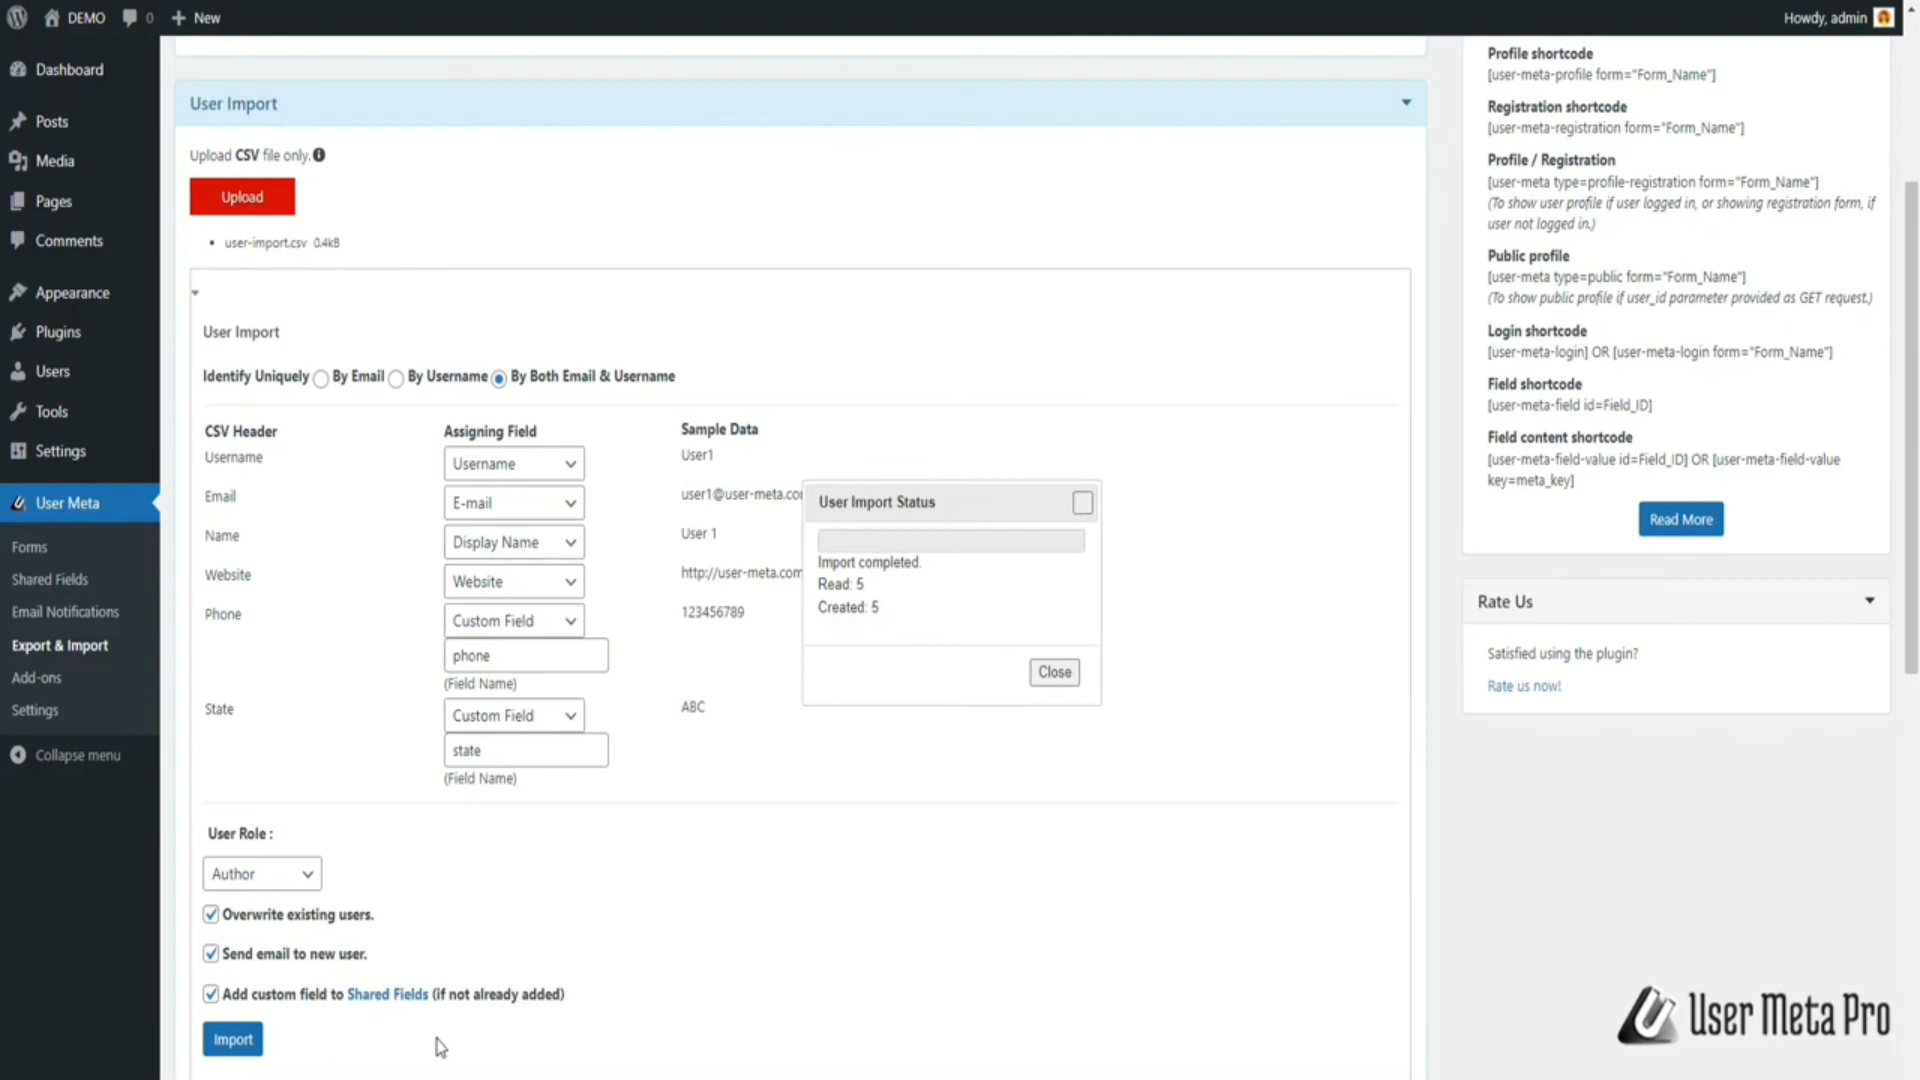 DEMO
0
New
Howdy, admin
Dashboard
Posts
Media
Pages
Comments
Appearance
Plugins
Users
Tools
Settings
User Meta
Forms
Shared Fields
Email Notifications
Export & Import
Add-ons
Settings
Collapse menu
User Import
Upload CSV file only.
Upload
user-import.csv 0.4kB
User Import
Identify Uniquely By Email By Username By Both Email & Username
CSV Header Assigning Field Sample Data
Username Username User1
Email E-mail user1@user-meta.co
Name Display Name User 1
Website Website http://user-meta.com
Phone Custom Field 123456789
phone
(Field Name)
State Custom Field ABC
state
(Field Name)
User Role :
Author
Overwrite existing users.
Send email to new user.
Add custom field to Shared Fields (if not already added)
Import
User Import Status
Import completed.
Read: 5
Created: 5
Close
Profile shortcode
[user-meta-profile form="Form_Name"]
Registration shortcode
[user-meta-registration form="Form_Name"]
Profile / Registration
[user-meta type=profile-registration form="Form_Name"]
(To show user profile if user logged in, or showing registration form, if
user not logged in.)
Public profile
[user-meta type=public form="Form_Name"]
(To show public profile if user_id parameter provided as GET request.)
Login shortcode
[user-meta-login] OR [user-meta-login form="Form_Name"]
Field shortcode
[user-meta-field id=Field_ID]
Field content shortcode
[user-meta-field-value id=Field_ID] OR [user-meta-field-value
key=meta_key]
Read More
Rate Us
Satisfied using the plugin?
Rate us now!
User Meta Pro